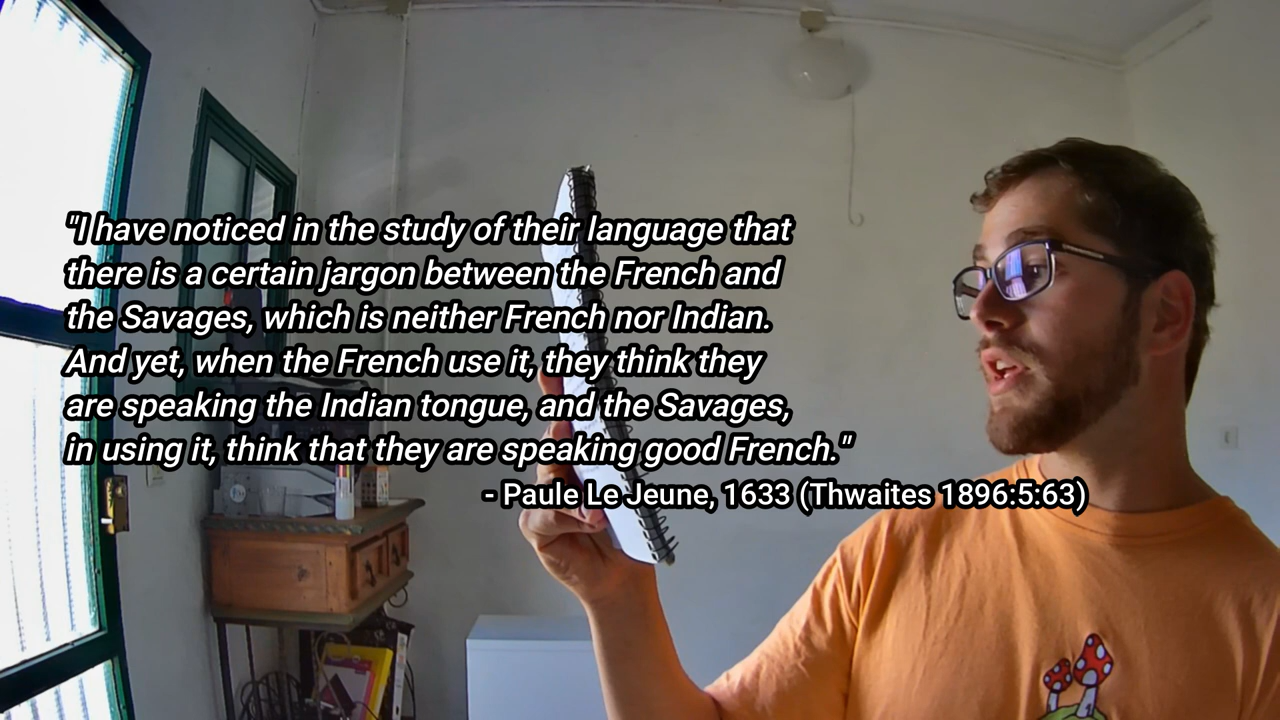 "I have noticed in the study of their language that
there is a certain jargon between the French and
the Savages, which is neither French nor Indian.
And yet, when the French use it, they think they
are speaking the Indian tongue, and the Savages,
in using it, think that they are speaking good French."
- Paule Le Jeune, 1633 (Thwaites 1896:5:63)